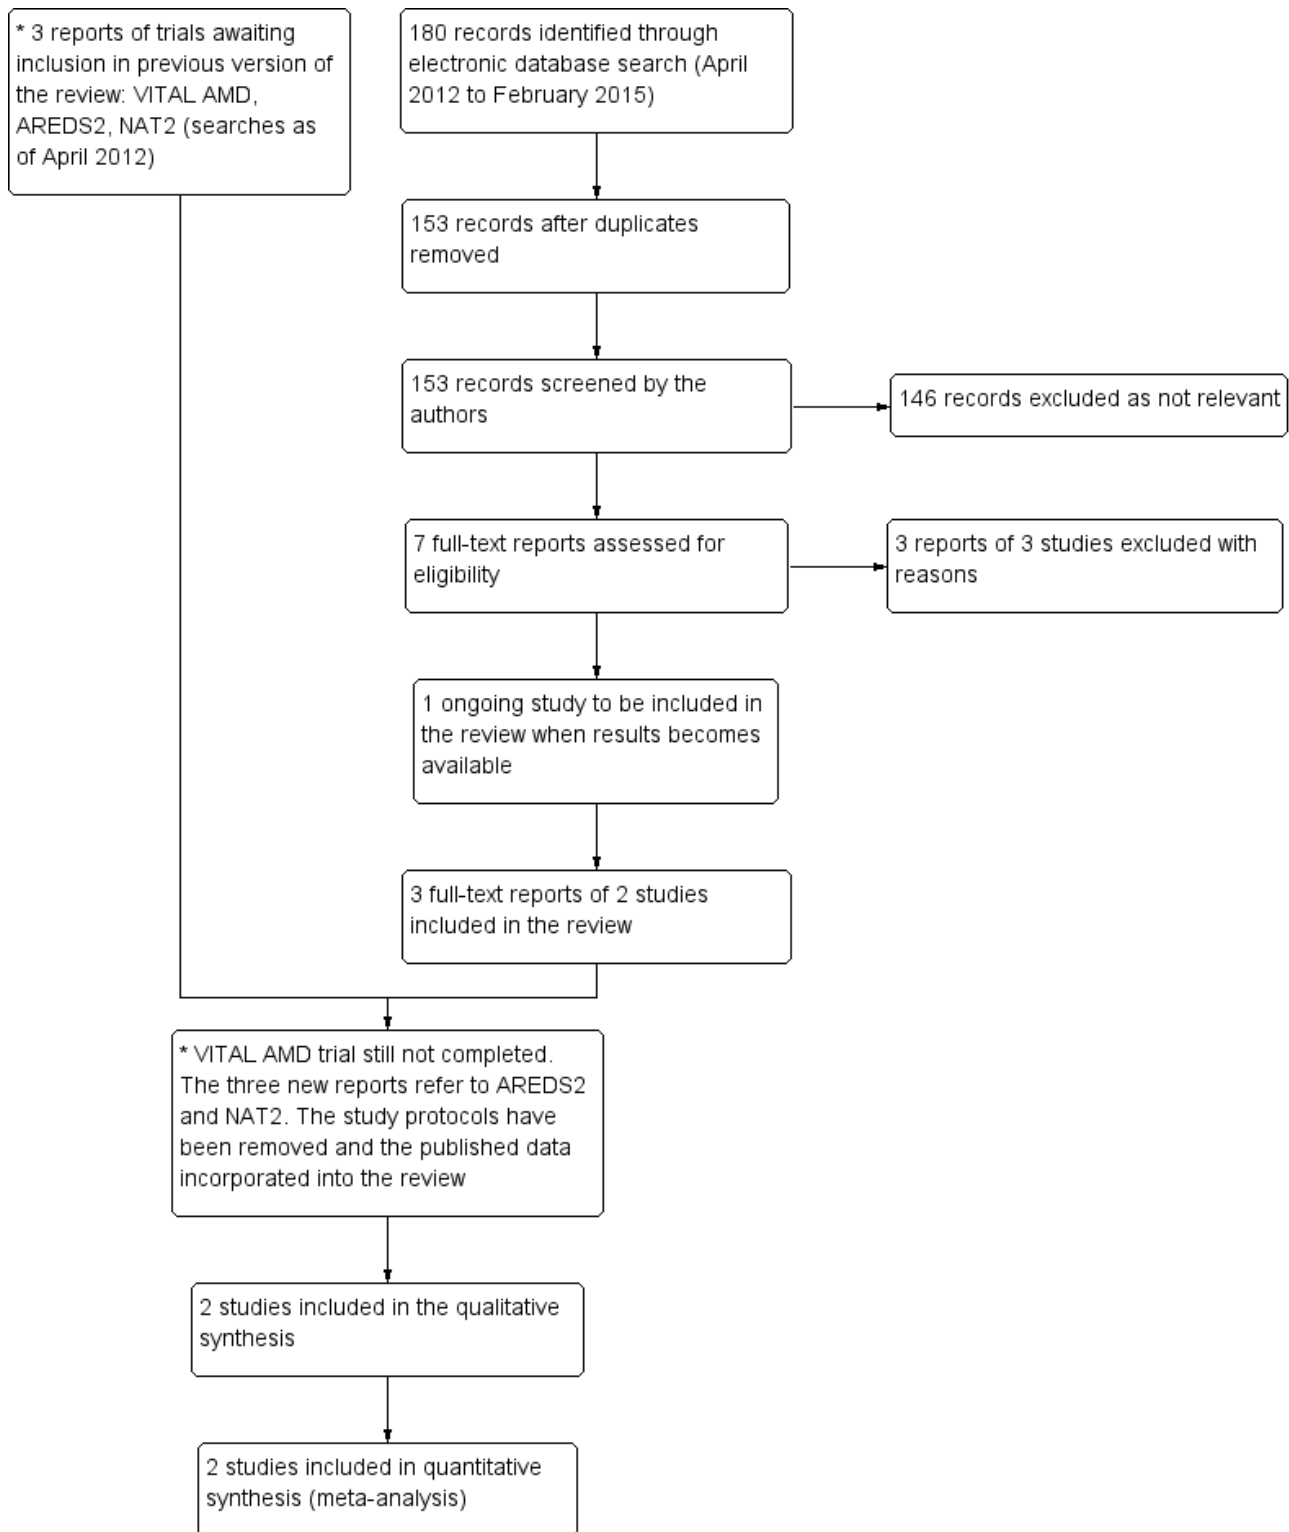 * 3 reports of trials awaiting
inclusion in previous version of
the review: VITAL AMD,
AREDS2, NAT2 (searches as
of April 2012)
180 records identified through
electronic database search (April
2012 to February 2015)
153 records after duplicates
removed
153 records screened by the
authors
146 records excluded as not relevant
7 full-text reports assessed for
eligibility
3 reports of 3 studies excluded with
reasons
1 ongoing study to be included in
the review when results becomes
available
3 full-text reports of 2 studies
included in the review
* VITAL AMD trial still not completed.
The three new reports refer to AREDS2
and NAT2. The study protocols have
been removed and the published data
incorporated into the review
2 studies included in the qualitative
synthesis
2 studies included in quantitative
synthesis (meta-analysis)